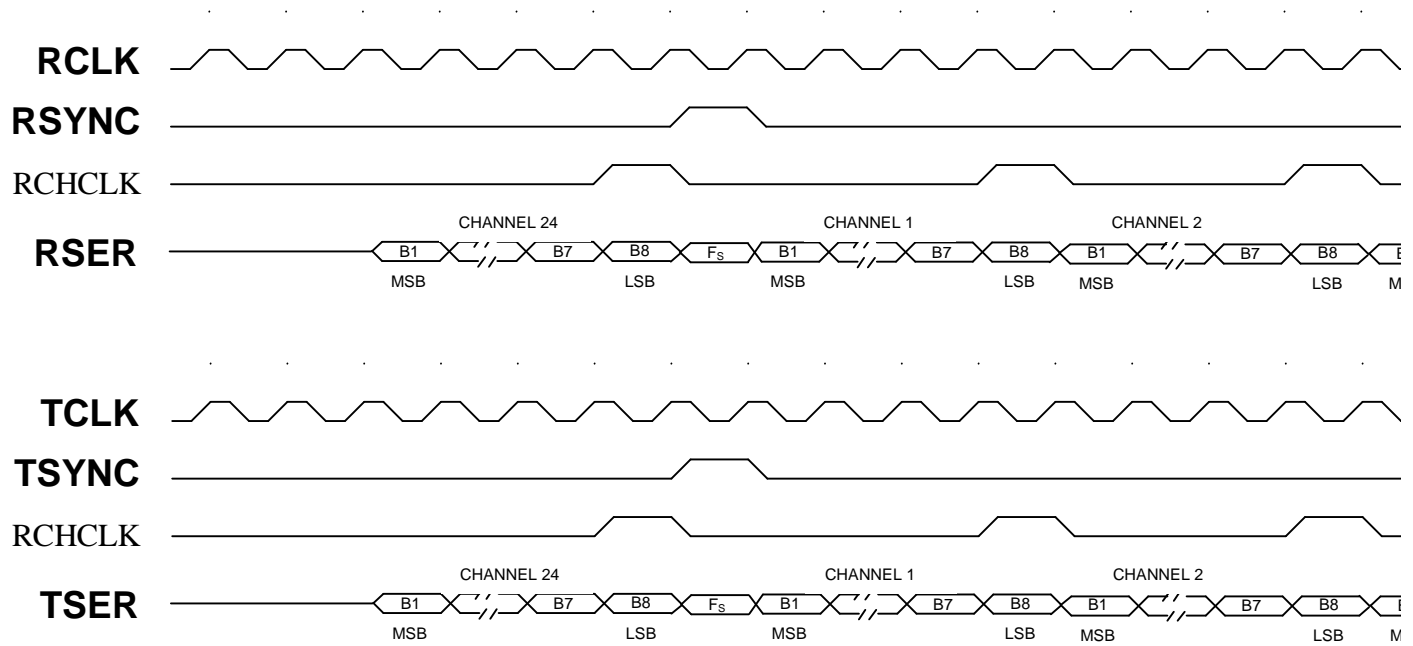 RCLK
RSYNC
RCHCLK
CHANNEL 24 CHANNEL 1 CHANNEL 2
RSER B1 B7 B8 FS B1 B7 B8 B1 B7 B8
MSB LSB MSB LSB MSB LSB
TCLK
TSYNC
RCHCLK
CHANNEL 24 CHANNEL 1 CHANNEL 2
TSER B1 B7 B8 FS B1 B7 B8 B1 B7 B8
MSB LSB MSB LSB MSB LSB